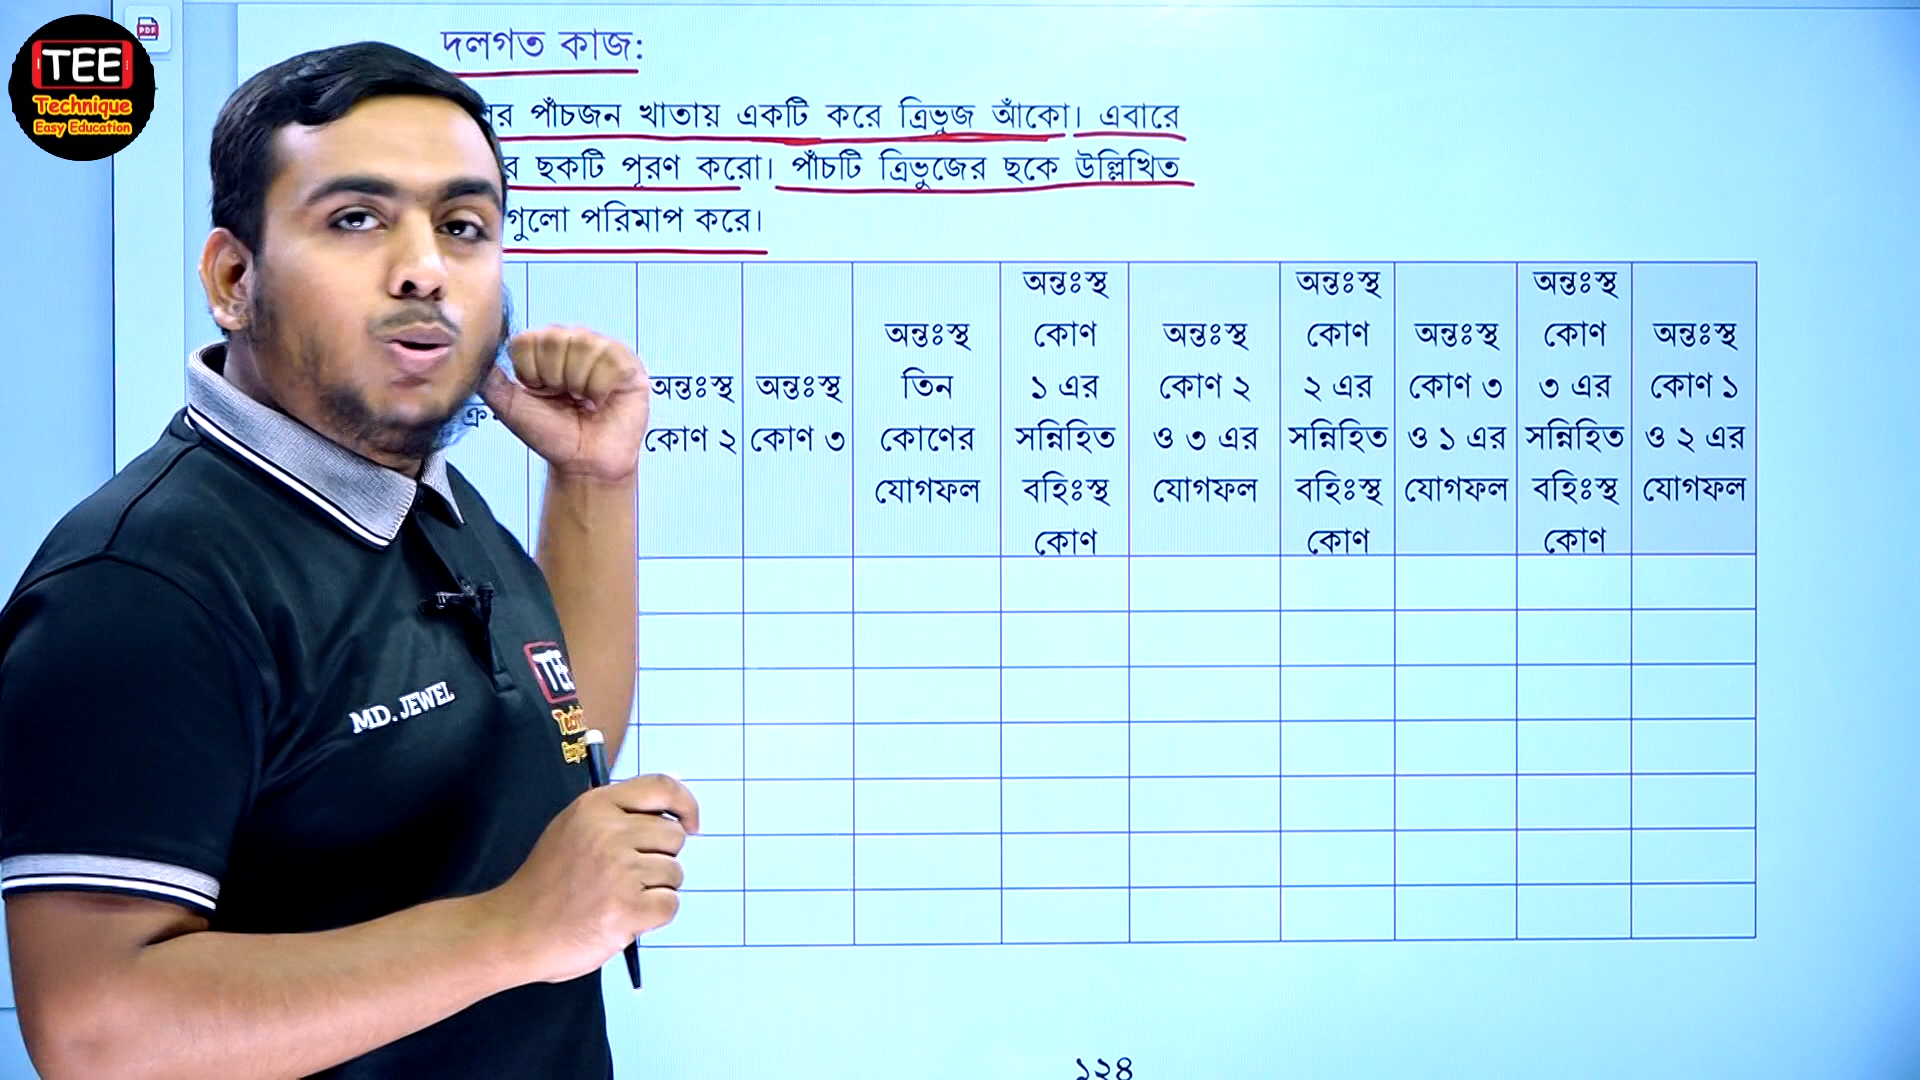 TEE
Technique
Easy Education
PDF
দলগত কাজ:
পাঁচজন খাতায় একটি করে ত্রিভুজ আঁকো। এবারে
ছকটি পূরণ করো। পাঁচটি ত্রিভুজের ছকে উল্লিখিত
গুলো পরিমাপ করে।
অন্তঃস্থ কোণ ২
অন্তঃস্থ কোণ ৩
অন্তঃস্থ তিন কোণের যোগফল
অন্তঃস্থ কোণ ১ এর সন্নিহিত বহিঃস্থ কোণ
অন্তঃস্থ কোণ ২ ও ৩ এর যোগফল
অন্তঃস্থ কোণ ২ এর সন্নিহিত বহিঃস্থ কোণ
অন্তঃস্থ কোণ ৩ ও ১ এর যোগফল
অন্তঃস্থ কোণ ৩ এর সন্নিহিত বহিঃস্থ কোণ
অন্তঃস্থ কোণ ১ ও ২ এর যোগফল
MD. JEWEL
১২৪